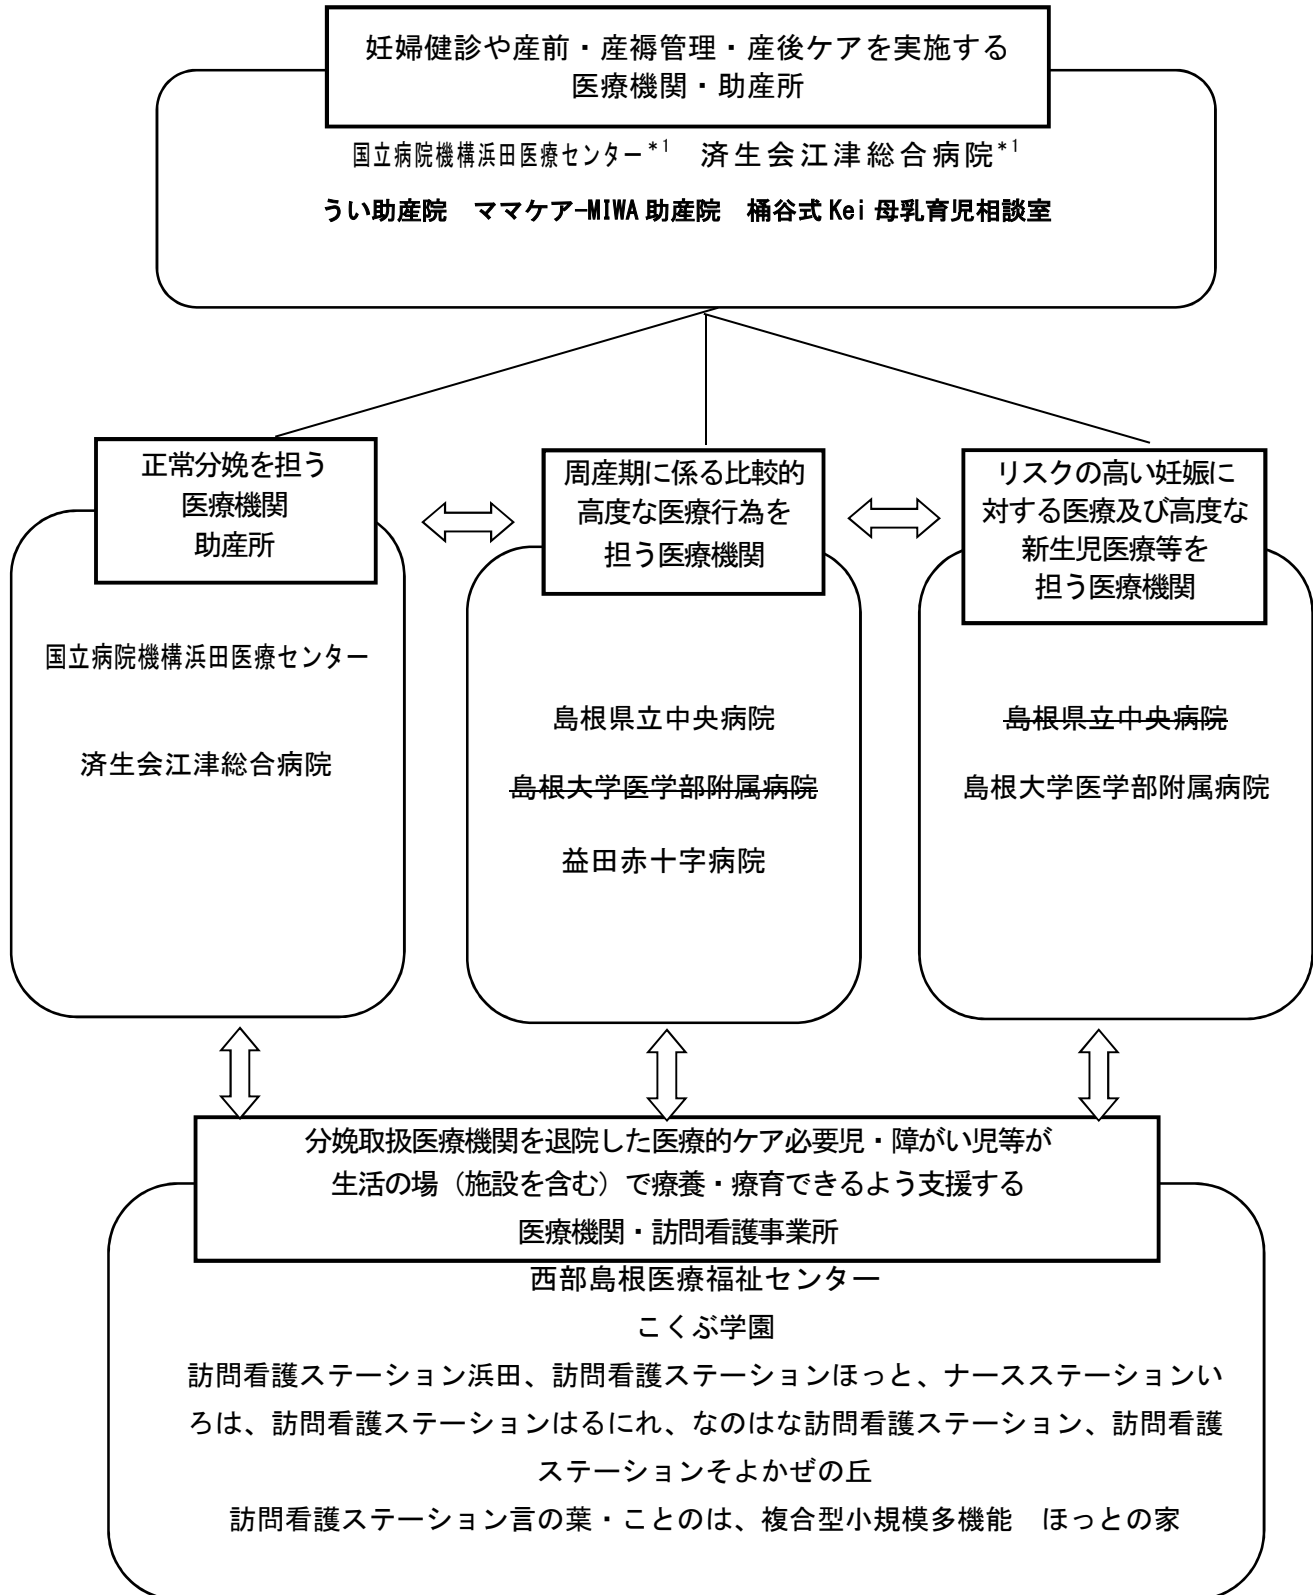 妊婦健診や産前・産褥管理・産後ケアを実施する
医療機関・助産所
国立病院機構浜田医療センター*1　済生会江津総合病院*1
うい助産院　ママケア-MIWA助産院　桶谷式Kei母乳育児相談室
正常分娩を担う
医療機関
助産所
国立病院機構浜田医療センター
済生会江津総合病院
周産期に係る比較的
高度な医療行為を
担う医療機関
島根県立中央病院
島根大学医学部附属病院
益田赤十字病院
リスクの高い妊娠に
対する医療及び高度な
新生児医療等を
担う医療機関
島根県立中央病院
島根大学医学部附属病院
分娩取扱医療機関を退院した医療的ケア必要児・障がい児等が
生活の場（施設を含む）で療養・療育できるよう支援する
医療機関・訪問看護事業所
西部島根医療福祉センター
こくぶ学園
訪問看護ステーション浜田、訪問看護ステーションほっと、ナースステーションい
ろは、訪問看護ステーションはるにれ、なのはな訪問看護ステーション、訪問看護
ステーションそよかぜの丘
訪問看護ステーション言の葉・ことのは、複合型小規模多機能　ほっとの家